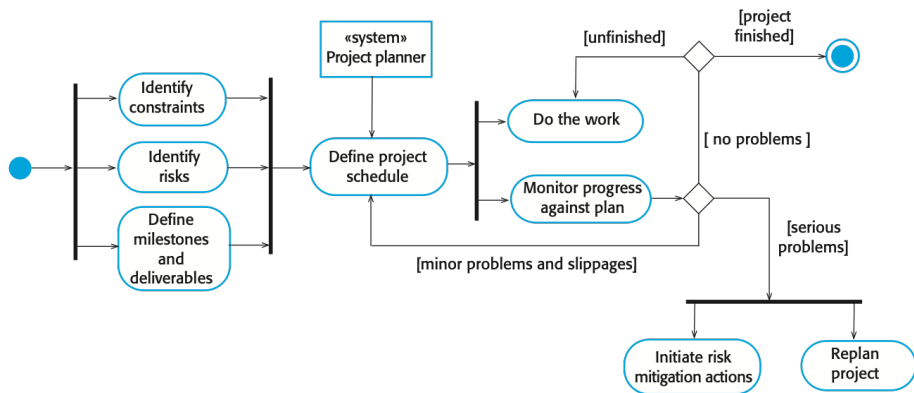 «system»
Project planner
[unfinished]
[project
finished]
Identify
constraints
Do the work
Identify
risks
Define project
schedule
[ no problems ]
Monitor progress
against plan
Define
milestones
and
deliverables
[serious
problems]
[minor problems and slippages]
Initiate risk
mitigation actions
Replan
project